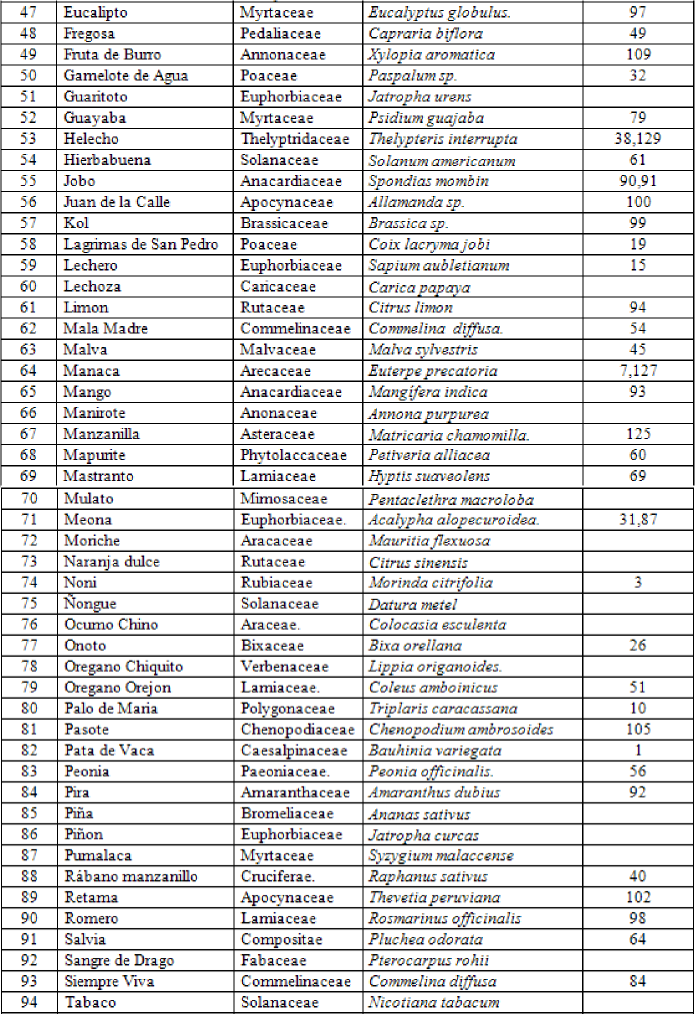 47 Eucalipto Myrtaceae Eucalyptus globulus. 97
48 Fregosa Pedaliaceae Capraria biflora 49
49 Fruta de Burro Annonaceae Xylopia aromatica 109
50 Gamelote de Agua Poaceae Paspalum sp. 32
51 Guaritoto Euphorbiaceae Jatropha urens
52 Guayaba Myrtaceae Psidium guajaba 79
53 Helecho Thelyptridaceae Thelypteris interrupta 38,129
54 Hierbabuena Solanaceae Solanum americanum 61
55 Jobo Anacardiaceae Spondias mombin 90,91
56 Juan de la Calle Apocynaceae Allamanda sp. 100
57 Kol Brassicaceae Brassica sp. 99
58 Lagrimas de San Pedro Poaceae Coix lacryma jobi 19
59 Lechero Euphorbiaceae Sapium aubletianum 15
60 Lechoza Caricaceae Carica papaya
61 Limon Rutaceae Citrus limon 94
62 Mala Madre Commelinaceae Commelina diffusa. 54
63 Malva Malvaceae Malva sylvestris 45
64 Manaca Arecaceae Euterpe precatoria 7,127
65 Mango Anacardiaceae Mangifera indica 93
66 Manirote Anonaceae Annona purpurea
67 Manzanilla Asteraceae Matricaria chamomilla. 125
68 Mapurite Phytolaccaceae Petiveria alliacea 60
69 Mastranto Lamiaceae Hyptis suaveolens 69
70 Mulato Mimosaceae Pentaclethra macroloba
71 Meona Euphorbiaceae. Acalypha alopecuroidea. 31,87
72 Moriche Aracaceae Mauritia flexuosa
73 Naranja dulce Rutaceae Citrus sinensis
74 Noni Rubiaceae Morinda citrifolia 3
75 Ñongue Solanaceae Datura metel
76 Ocumo Chino Araceae. Colocasia esculenta
77 Onoto Bixaceae Bixa orellana 26
78 Oregano Chiquito Verbenaceae Lippia origanoides.
79 Oregano Orejon Lamiaceae. Coleus amboinicus 51
80 Palo de Maria Polygonaceae Triplaris caracassana 10
81 Pasote Chenopodiaceae Chenopodium ambrosoides 105
82 Pata de Vaca Caesalpinaceae Bauhinia variegata 1
83 Peonia Paeoniaceae. Peonia officinalis. 56
84 Pira Amaranthaceae Amaranthus dubius 92
85 Piña Bromeliaceae Ananas sativus
86 Piñon Euphorbiaceae Jatropha curcas
87 Pumalaca Myrtaceae Syzygium malaccense
88 Rábano manzanillo Cruciferae. Raphanus sativus 40
89 Retama Apocynaceae Thevetia peruviana 102
90 Romero Lamiaceae Rosmarinus officinalis 98
91 Salvia Compositae Pluchea odorata 64
92 Sangre de Drago Fabaceae Pterocarpus rohii
93 Siempre Viva Commelinaceae Commelina diffusa 84
94 Tabaco Solanaceae Nicotiana tabacum